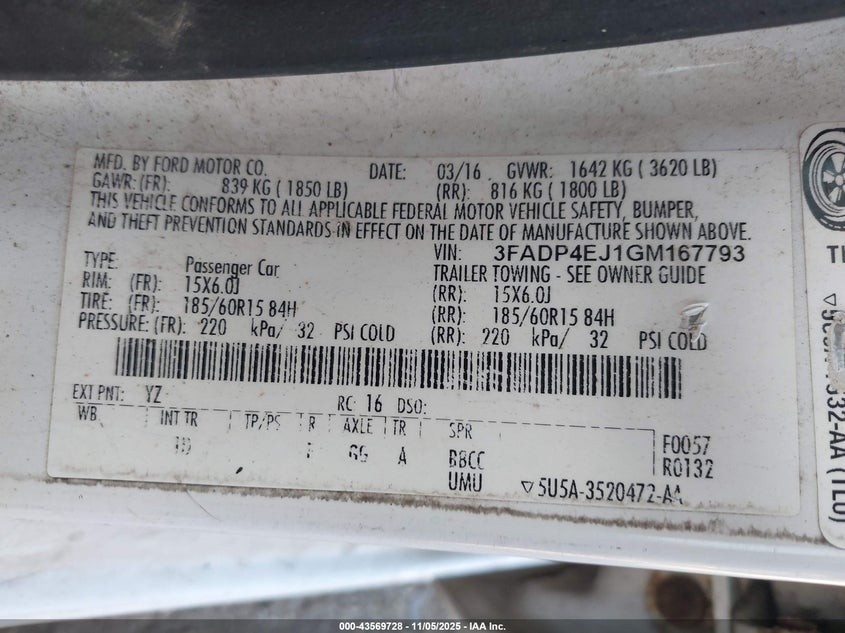 MFD. BY FORD MOTOR CO. DATE: 03/16 GVWR: 1642 KG ( 3620 LB)
GAWR: (FR): 839 KG ( 1850 LB) (RR): 816 KG ( 1800 LB)
THIS VEHICLE CONFORMS TO ALL APPLICABLE FEDERAL MOTOR VEHICLE SAFETY, BUMPER,
AND THEFT PREVENTION STANDARDS IN EFFECT ON THE DATE OF MANUFACTURE SHOWN ABOVE.
VIN: 3FADP4EJ1GM167793
TYPE: Passenger Car TRAILER TOWING - SEE OWNER GUIDE
RIM: (FR): 15X6.0J (RR): 15X6.0J
TIRE: (FR): 185/60R15 84H (RR): 185/60R15 84H
PRESSURE: (FR): 220 kPa/ 32 PSI COLD (RR): 220 kPa/ 32 PSI COLD
EXT PNT: YZ RC: 16 DSO:
WB INT TR TP/PS R AXLE TR SPR
A BBCC
UMU
F0057
R0132
▽5U5A-3520472-AA
000-43569728 | 11/05/2025 | IAA Inc.